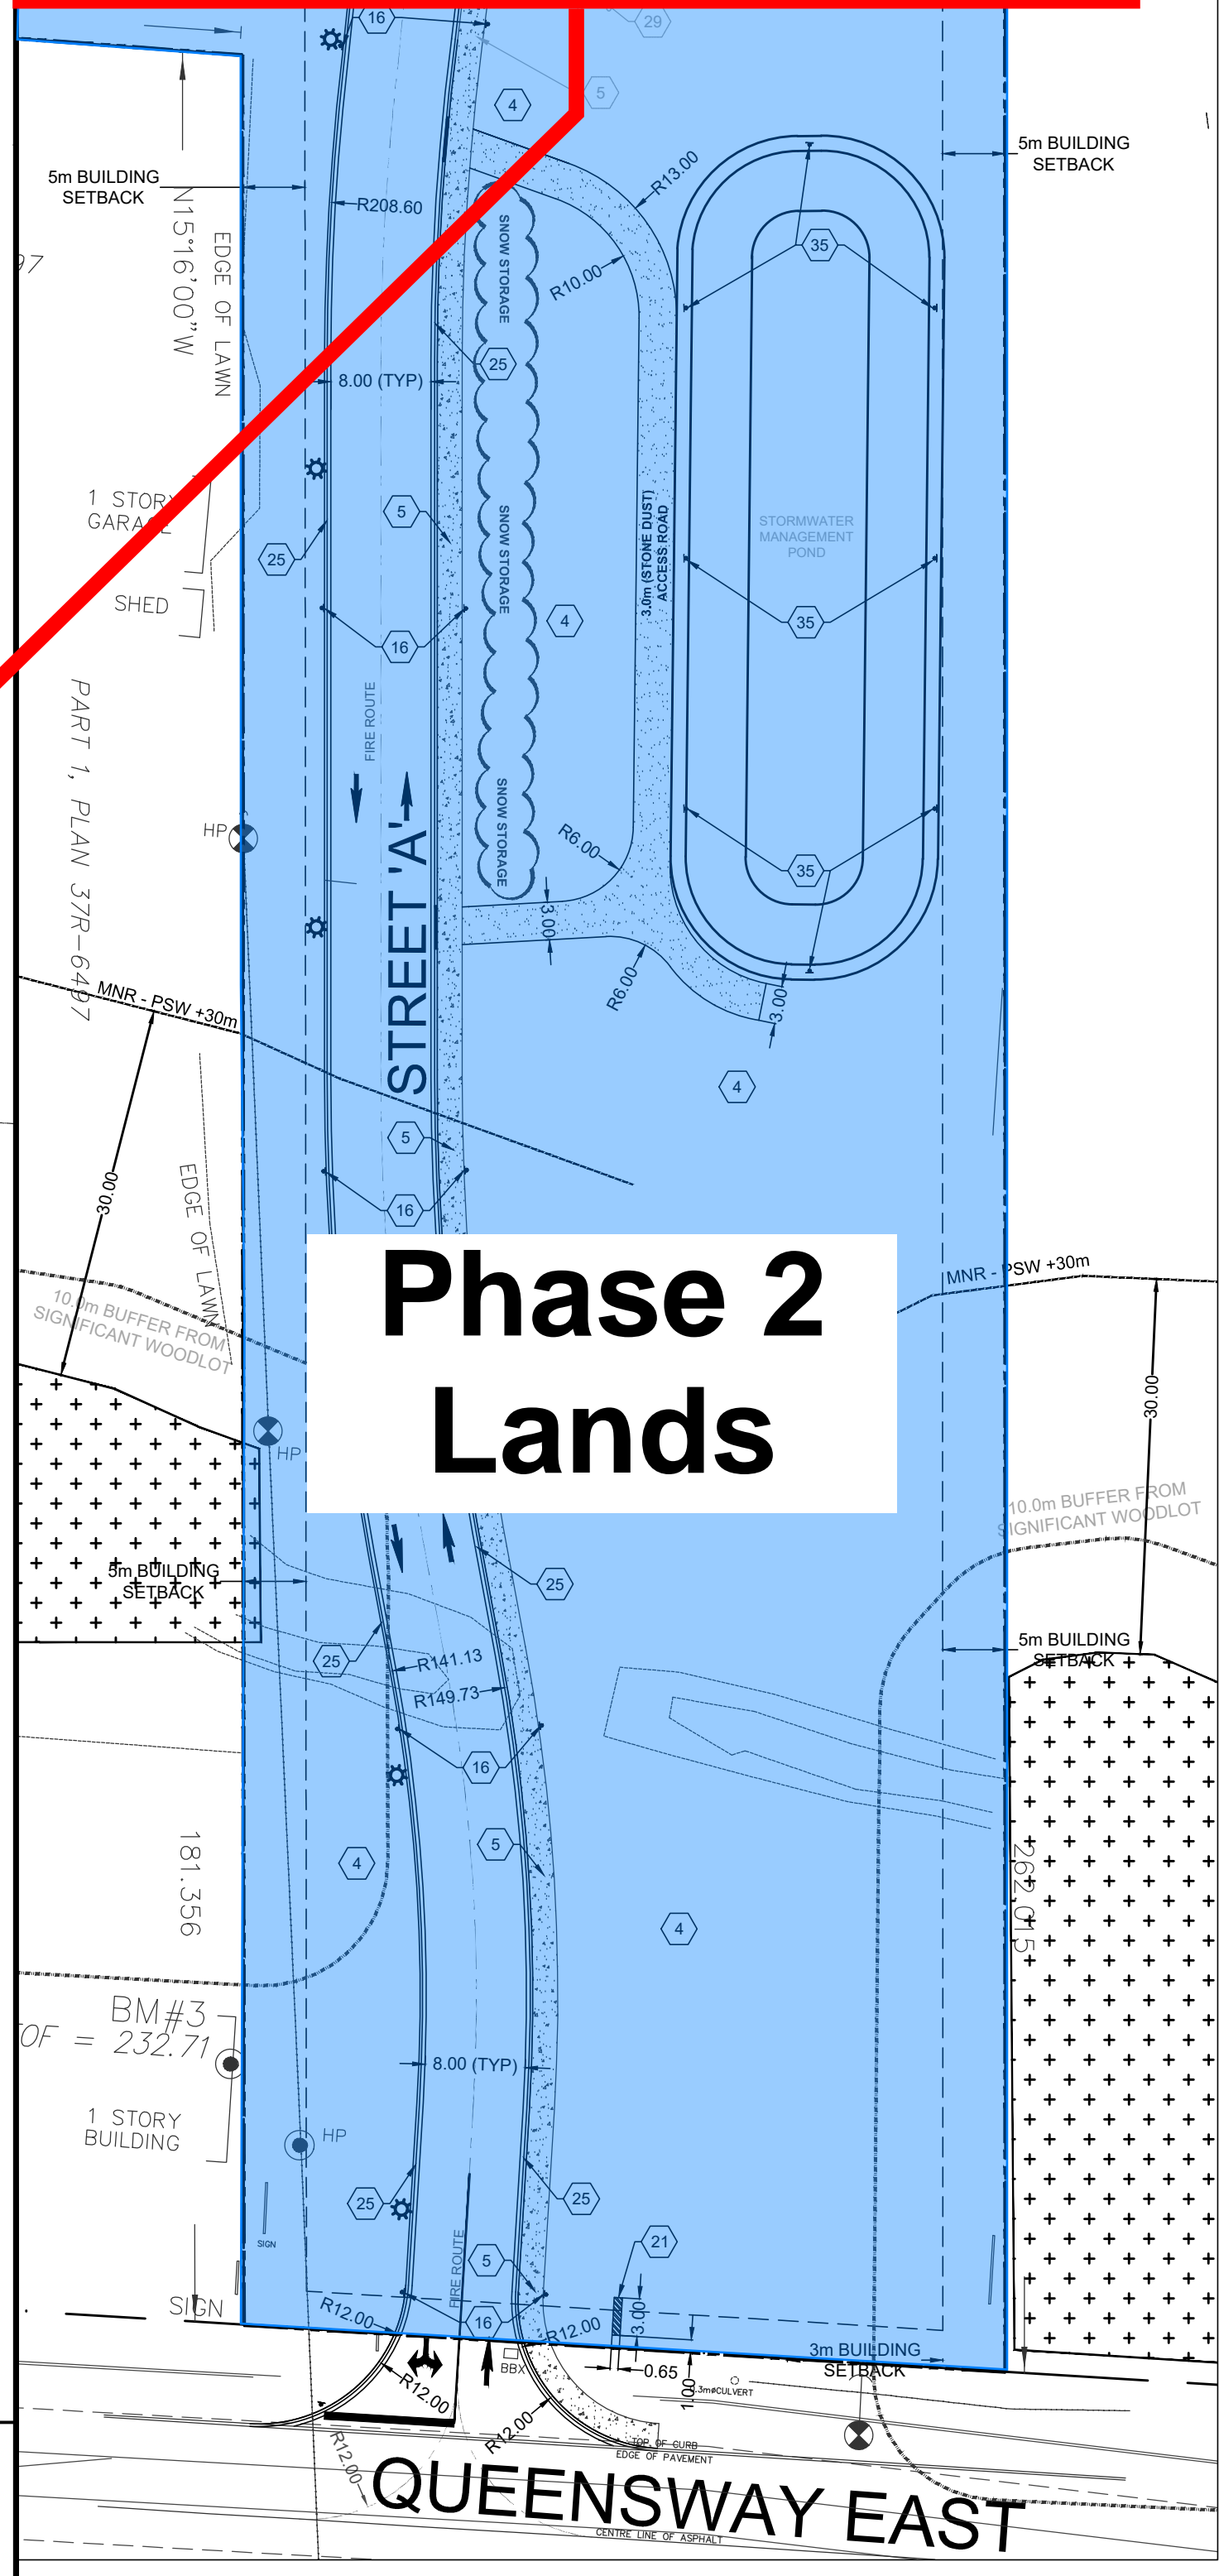 16
29
5
4
5m BUILDING
SETBACK
5m BUILDING
SETBACK
N15°16'00"W
EDGE OF LAWN
R208.60
SNOW STORAGE
R13.00
R10.00
35
97
25
8.00 (TYP)
1 STORY
GARAGE
5
SNOW STORAGE
3.0m (STONE DUST)
ACCESS ROAD
STORMWATER
MANAGEMENT
POND
25
SHED
4
35
16
FIRE ROUTE
PART 1, PLAN 37R-6497
SNOW STORAGE
HP
STREET 'A'
R6.00
35
3.00
R6.00
3.00
MNR - PSW +30m
4
5
30.00
EDGE OF LAWN
16
Phase 2
Lands
MNR - PSW +30m
10.0m BUFFER FROM
SIGNIFICANT WOODLOT
30.00
HP
10.0m BUFFER FROM
SIGNIFICANT WOODLOT
5m BUILDING
SETBACK
25
25
R141.13
R149.73
5m BUILDING
SETBACK
16
5
4
181.356
4
262.015
BM#3
TOF = 232.71
8.00 (TYP)
1 STORY
BUILDING
HP
25
25
SIGN
21
FIRE ROUTE
5
SIGN
R12.00
16
R12.00
3.00
3m BUILDING
SETBACK
BBX
0.65
1.00
.3møCULVERT
R12.00
R12.00
R12.00
TOP OF CURB
EDGE OF PAVEMENT
QUEENSWAY EAST
CENTRE LINE OF ASPHALT